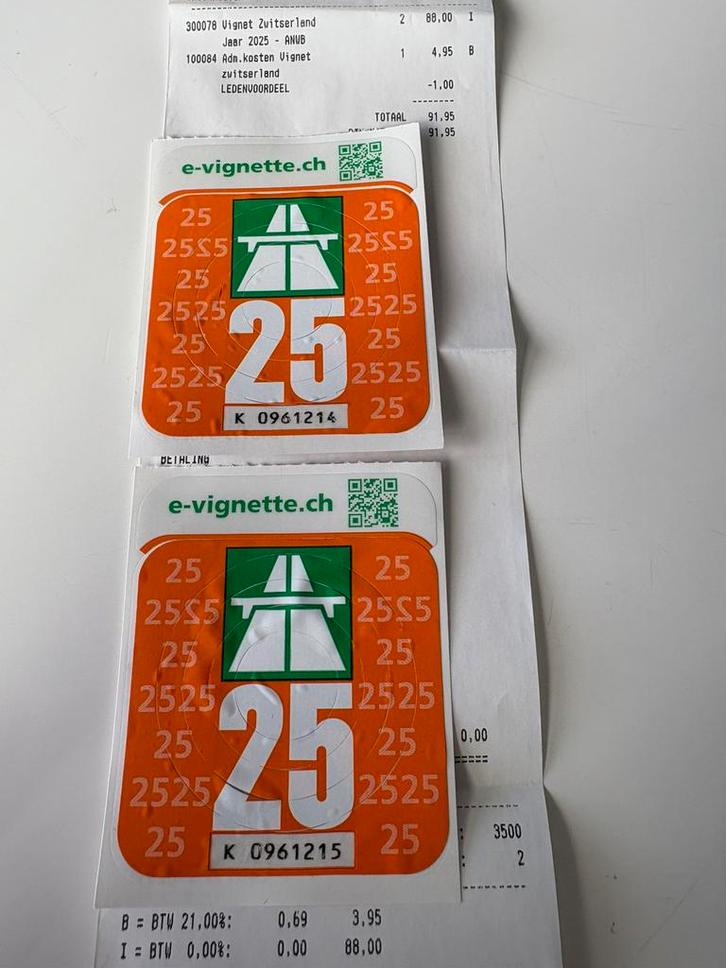 300078 Vignet Zwitserland 2 88,00 I
Jaar 2025 - ANWB
100084 Adm.kosten Vignet 1 4,95 B
zwitserland
LEDENVOORDEEL -1,00
--------
TOTAAL 91,95
91,95
e-vignette.ch
25 25
2525 2525
25 25
2525 2525
25 25
2525 2525
25 25
25
K 0961214
BETALING
e-vignette.ch
25 25
2525 2525
25 25
2525 2525
25 25
2525 2525
25 25
25
K 0961215
0,00
=====
: 3500
: 2
B = BTW 21,00%: 0,69 3,95
I = BTW 0,00%: 0,00 88,00